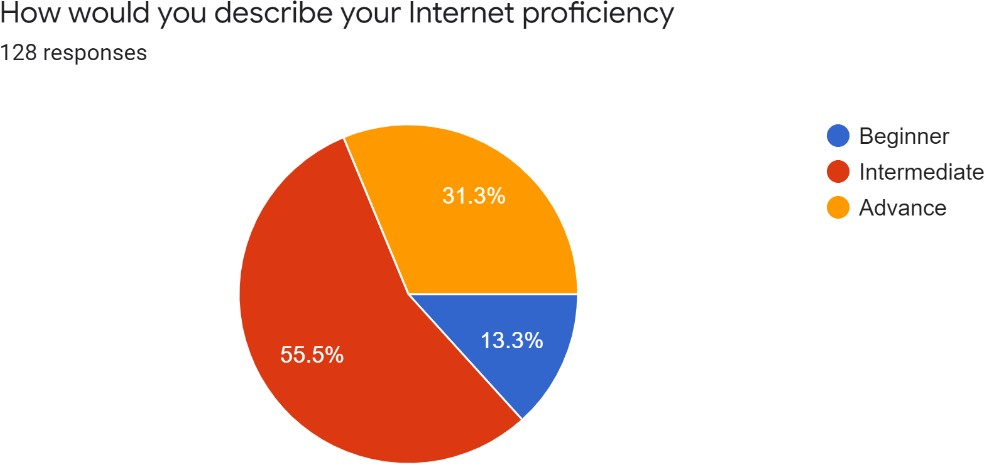 How would you describe your Internet proficiency
128 responses
Beginner
Intermediate
Advance
31.3%
13.3%
55.5%